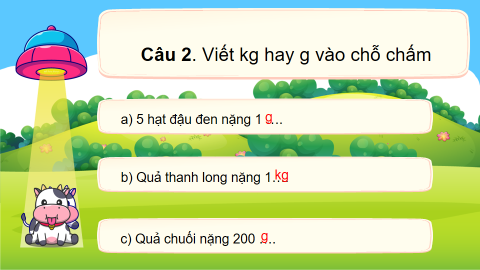 Câu 2. Viết kg hay g vào chỗ chấm
a) 5 hạt đậu đen nặng 1 g...
b) Quả thanh long nặng 1..kg
c) Quả chuối nặng 200 g...